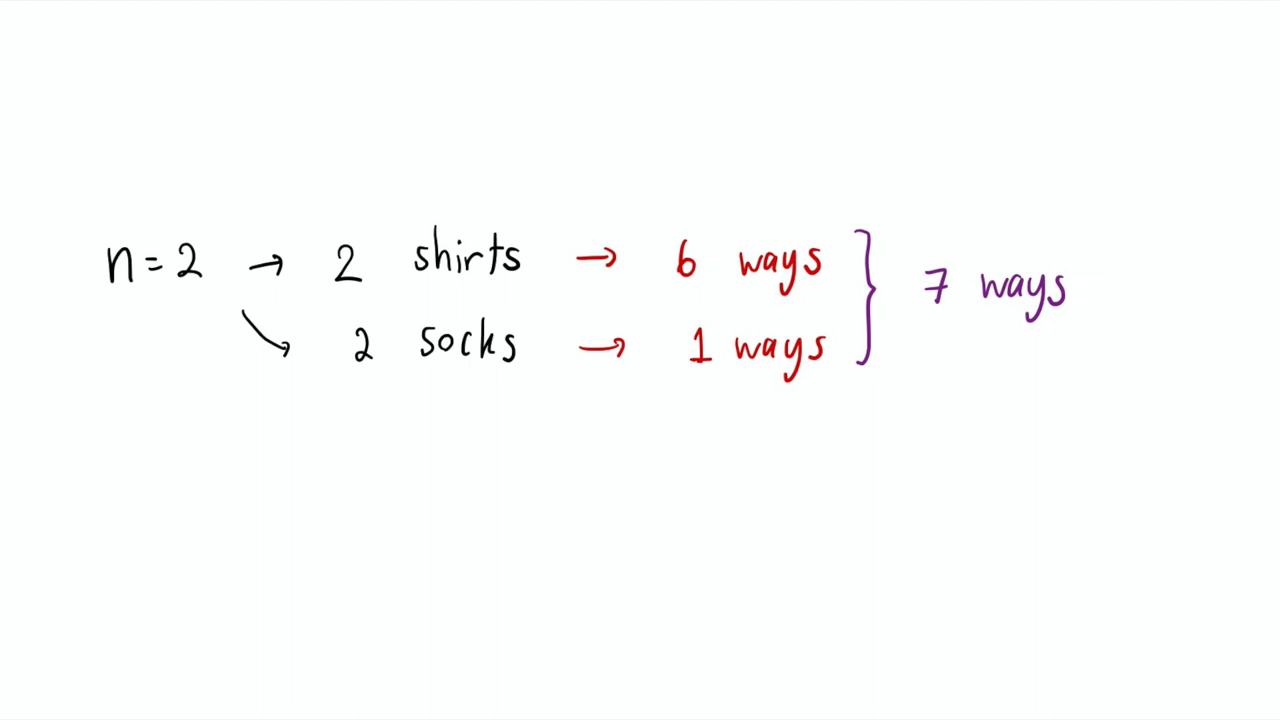 n=2 → 2 shirts → 6 ways } 7 ways
↘ 2 socks → 1 ways